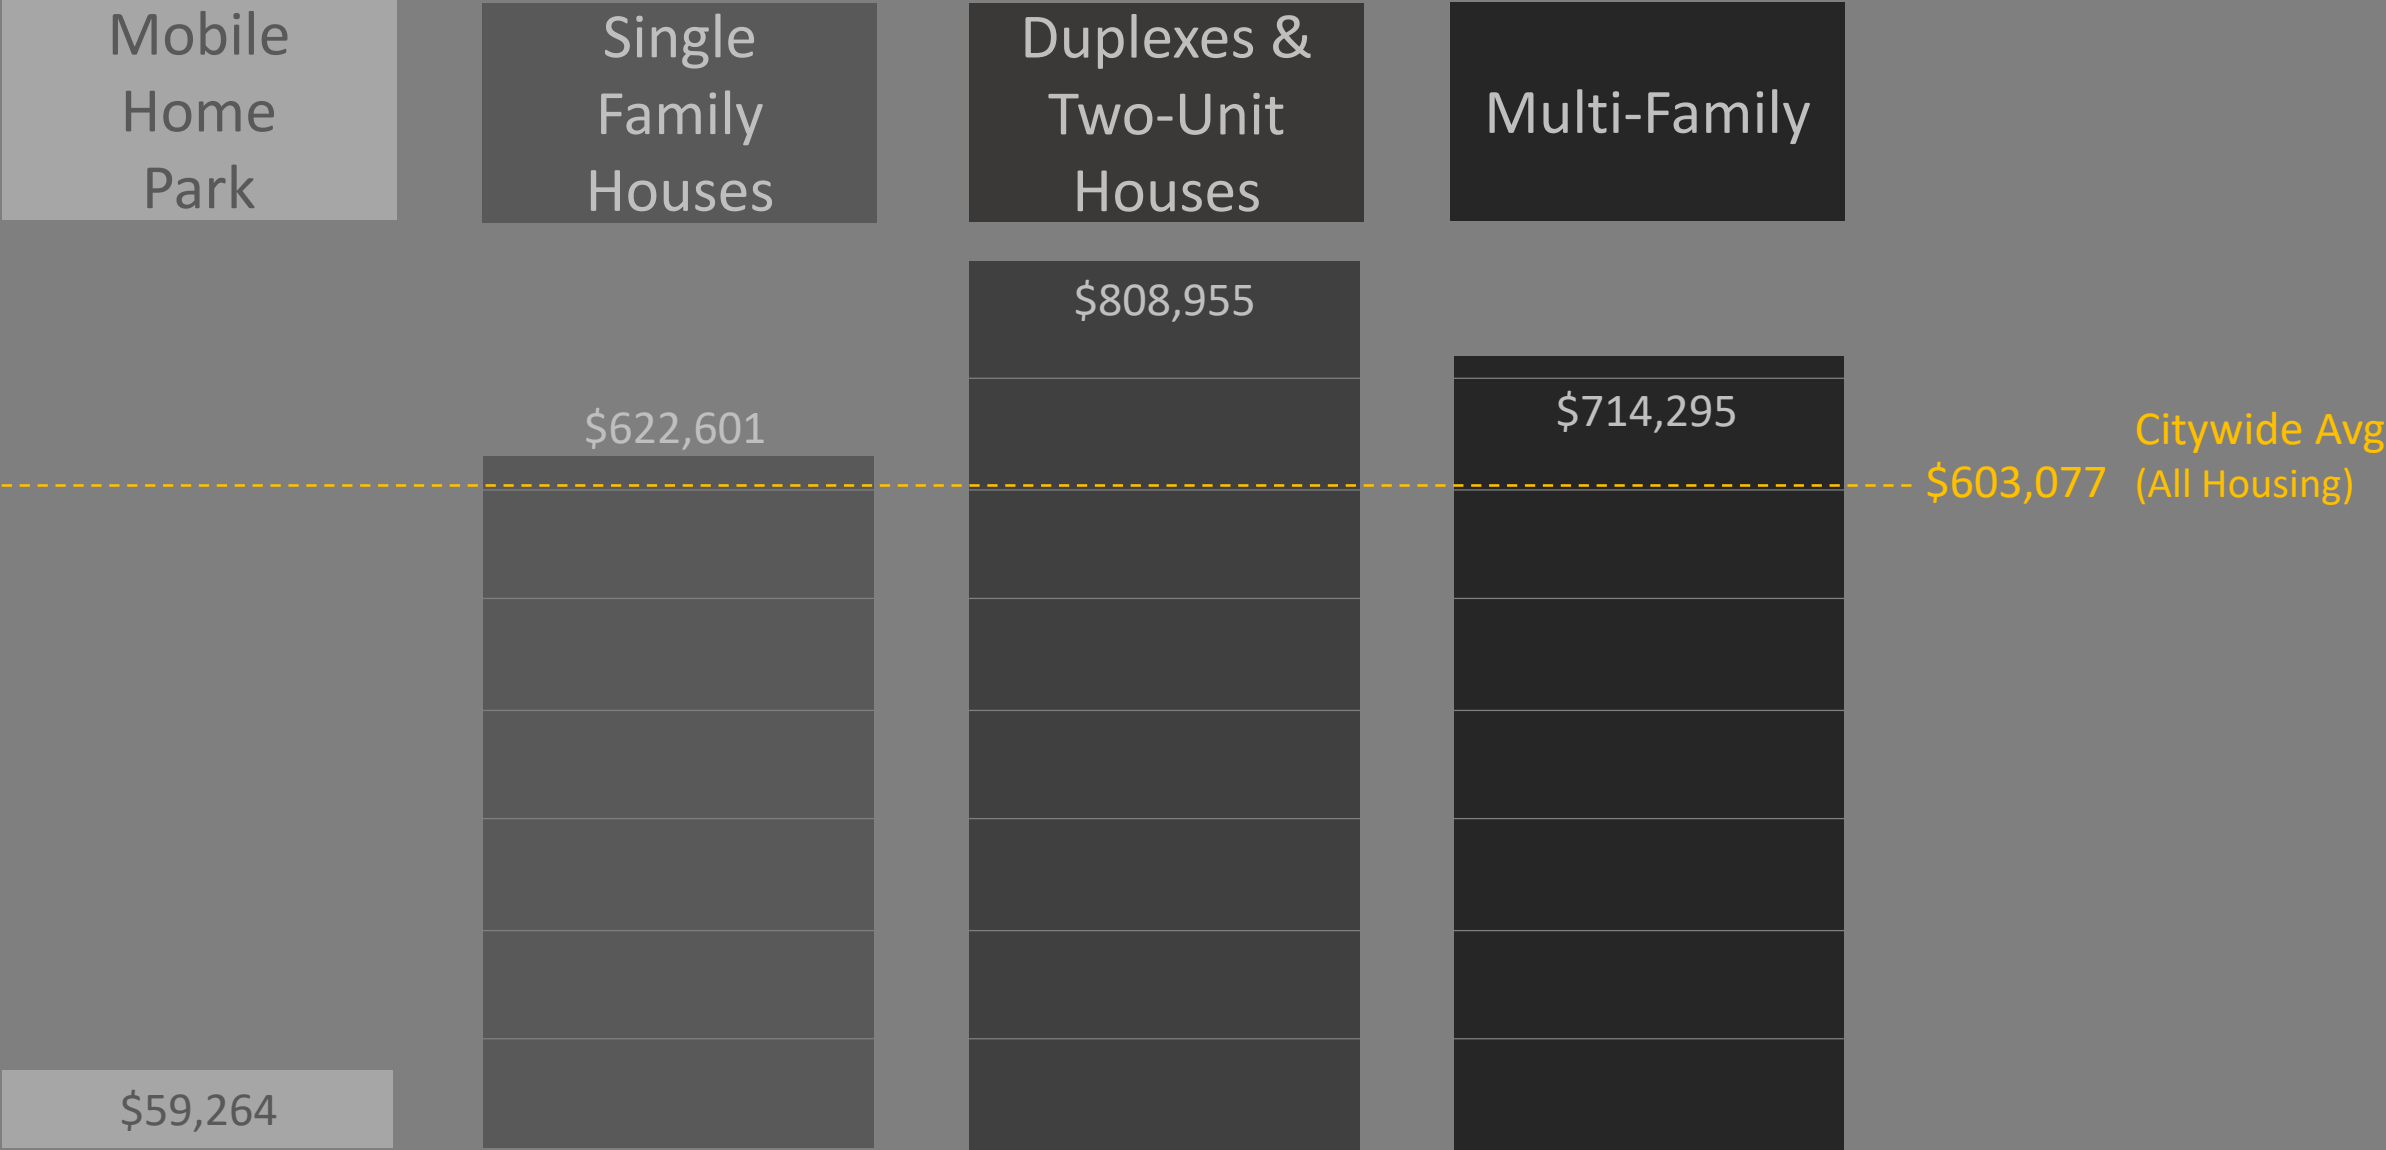 Mobile
Home
Park
Single
Family
Houses
Duplexes &
Two-Unit
Houses
Multi-Family
$808,955
$714,295
$622,601
Citywide Avg
$603,077 (All Housing)
$59,264